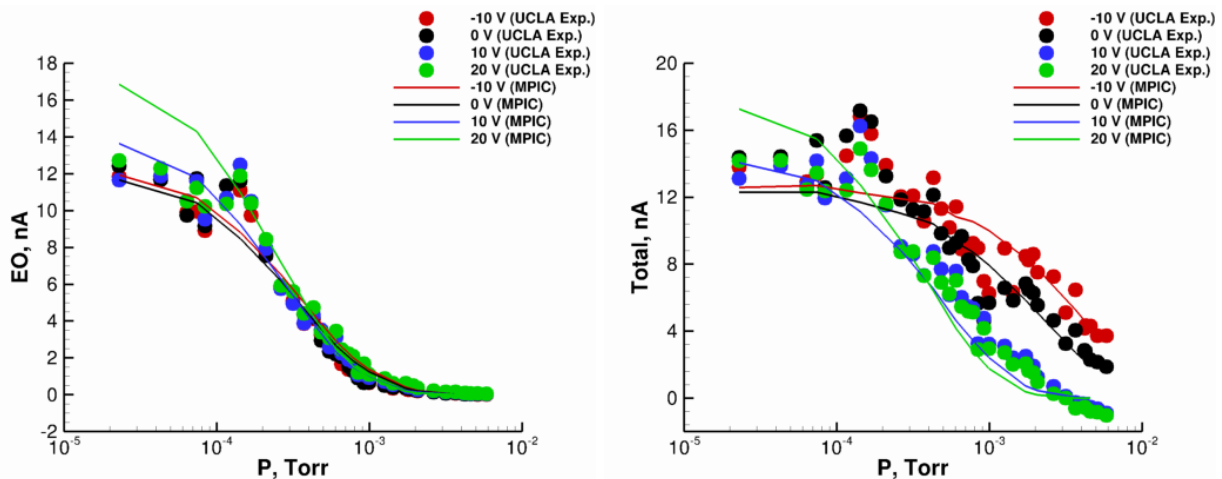 -10 V (UCLA Exp.)
0 V (UCLA Exp.)
10 V (UCLA Exp.)
20 V (UCLA Exp.)
-10 V (MPIC)
0 V (MPIC)
10 V (MPIC)
20 V (MPIC)
18
16
14
12
10
8
6
4
2
0
-2
EO, nA
10-5
10-4
10-3
10-2
P, Torr
-10 V (UCLA Exp.)
0 V (UCLA Exp.)
10 V (UCLA Exp.)
20 V (UCLA Exp.)
-10 V (MPIC)
0 V (MPIC)
10 V (MPIC)
20 V (MPIC)
20
16
12
8
4
0
Total, nA
10-5
10-4
10-3
10-2
P, Torr